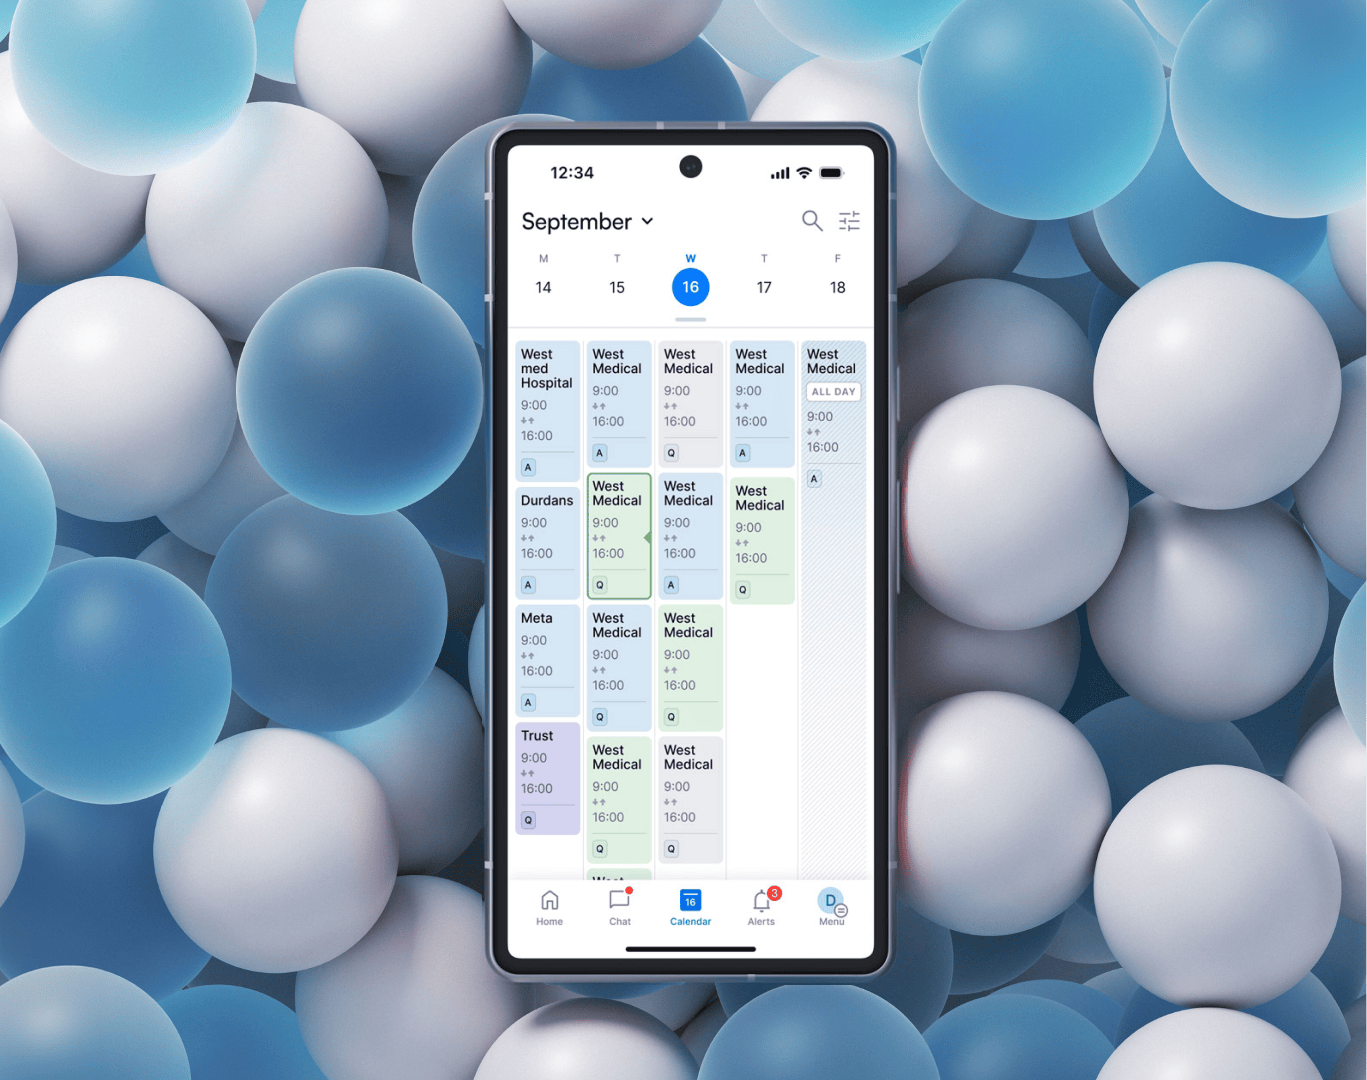 12:34
September
M T W T F
14 15 16 17 18
West
med
Hospital
9:00
16:00
A
Durdans
9:00
16:00
A
Meta
9:00
16:00
A
Trust
9:00
16:00
Q
West
Medical
9:00
16:00
A
West
Medical
9:00
16:00
Q
West
Medical
9:00
16:00
Q
West
Medical
9:00
16:00
Q
West
West
Medical
9:00
16:00
Q
West
Medical
9:00
16:00
A
West
Medical
9:00
16:00
Q
West
Medical
9:00
16:00
Q
West
Medical
9:00
16:00
A
West
Medical
9:00
16:00
Q
West
Medical
ALL DAY
9:00
16:00
A
16 3 D
Home Chat Calendar Alerts Menu